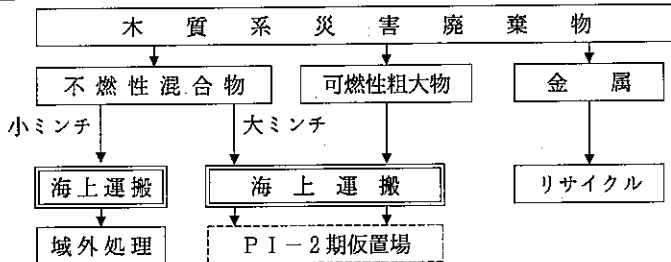 木質系災害廃棄物
不燃性混合物 可燃性粗大物 金属
小ミンチ 大ミンチ
海上運搬 海上運搬 リサイクル
域外処理 PI-2期仮置場